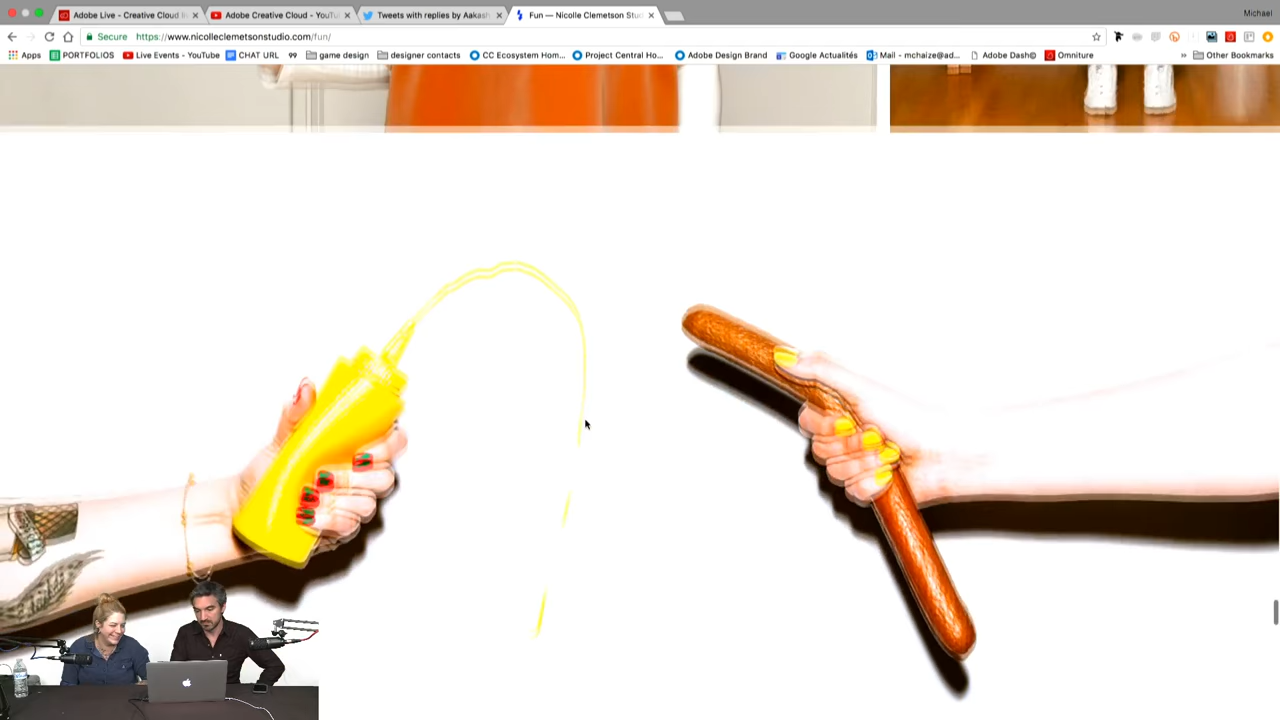 Adobe Live - Creative Cloud li
Adobe Creative Cloud - YouTu
Tweets with replies by Aakash
Fun — Nicolle Clemetson Stud
Michael
Secure
https://www.nicolleclemetsonstudio.com/fun/
Apps
PORTFOLIOS
Live Events - YouTube
CHAT URL
game design
designer contacts
CC Ecosystem Hom...
Project Central Ho...
Adobe Design Brand
Google Actualités
Mail - mchaize@ad...
Adobe Dash©
Omniture
» Other Bookmarks